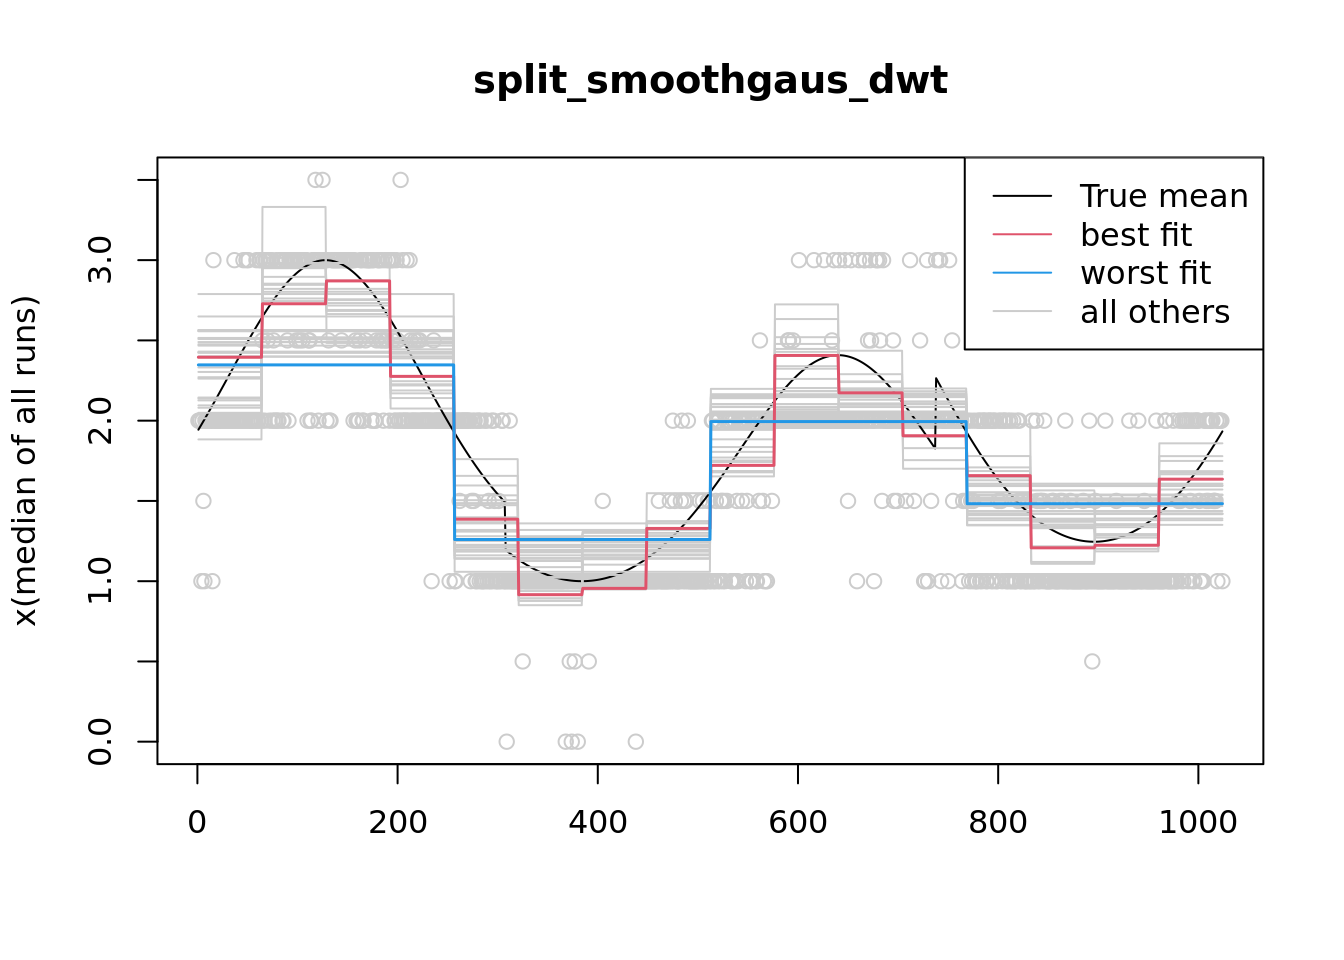 split_smoothgaus_dwt
True mean
best fit
worst fit
all others
x(median of all runs)
3.0
2.0
1.0
0.0
0 200 400 600 800 1000